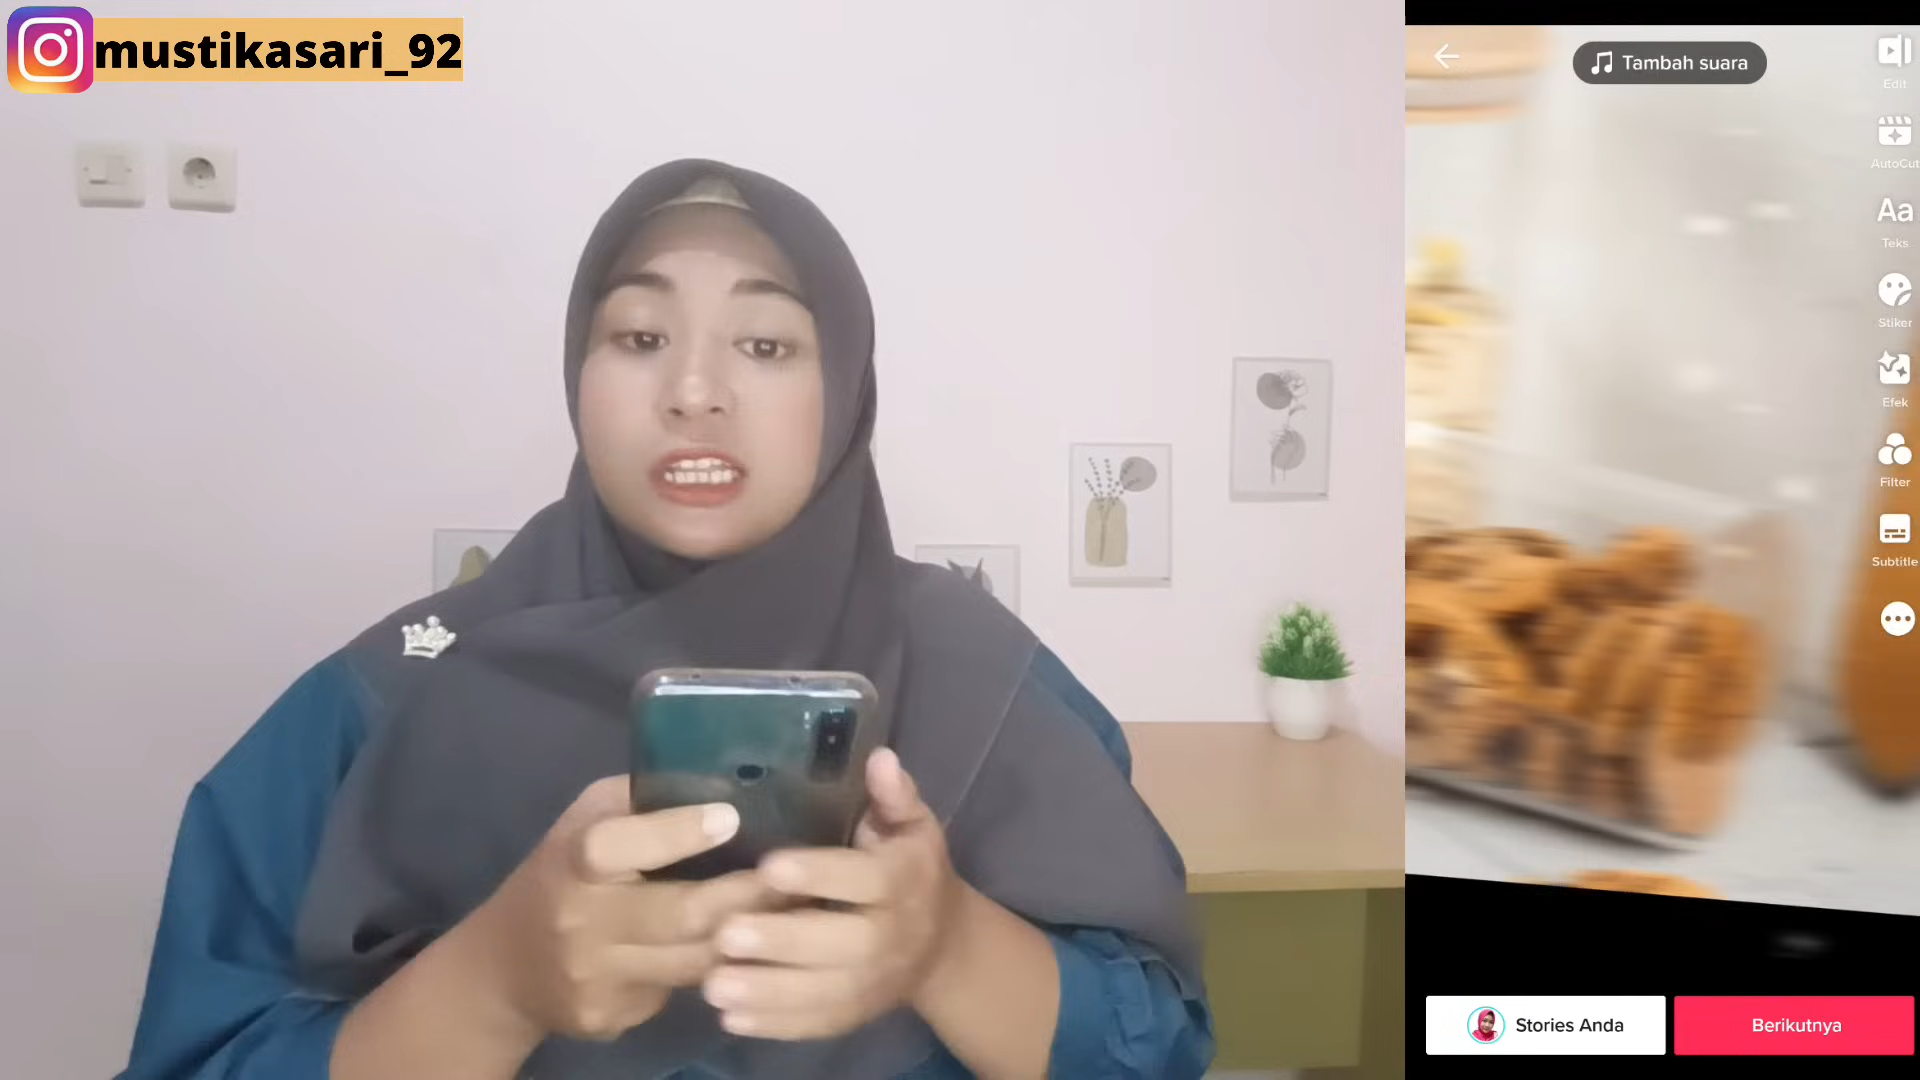 mustikasari_92
Tambah suara
Edit
AutoCut
Teks
Aa
Stiker
Efek
Filter
Subtitle
Stories Anda
Berikutnya